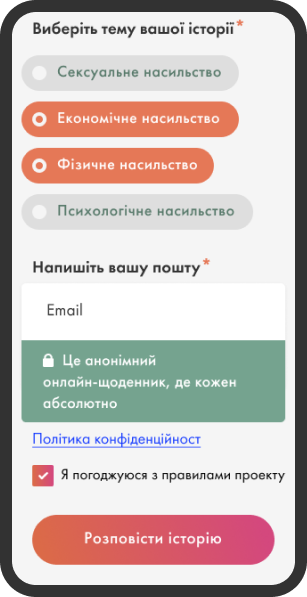 Виберіть тему вашої історії*
Сексуальне насильство
Економічне насильство
Фізичне насильство
Психологічне насильство
Напишіть вашу пошту*
Email
Це анонімний
онлайн-щоденник, де кожен
абсолютно
Політика конфіденційност
Я погоджуюся з правилами проекту
Розповісти історію